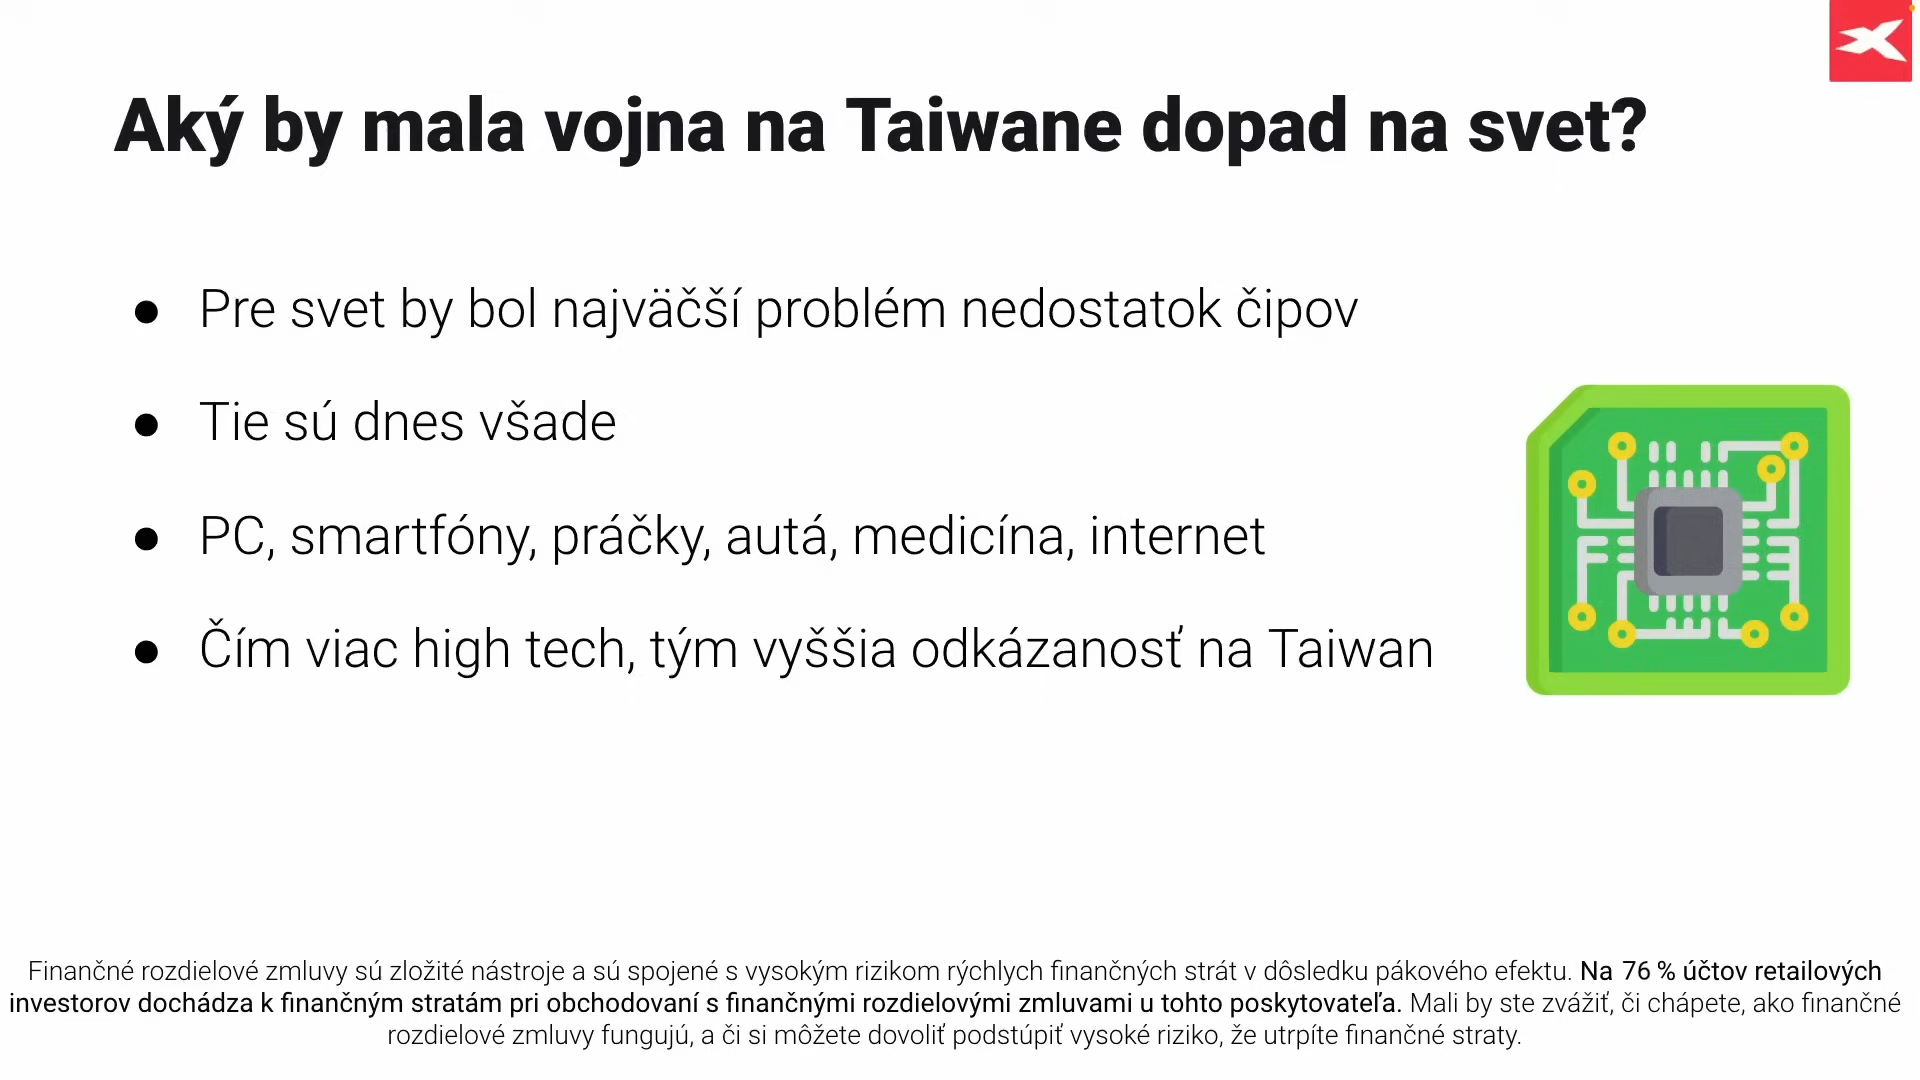 Aký by mala vojna na Taiwane dopad na svet?
● Pre svet by bol najväčší problém nedostatok čipov
● Tie sú dnes všade
● PC, smartfóny, práčky, autá, medicína, internet
● Čím viac high tech, tým vyššia odkázanosť na Taiwan
Finančné rozdielové zmluvy sú zložité nástroje a sú spojené s vysokým rizikom rýchlych finančných strát v dôsledku pákového efektu. Na 76 % účtov retailových
investorov dochádza k finančným stratám pri obchodovaní s finančnými rozdielovými zmluvami u tohto poskytovateľa. Mali by ste zvážiť, či chápete, ako finančné
rozdielové zmluvy fungujú, a či si môžete dovoliť podstúpiť vysoké riziko, že utrpíte finančné straty.